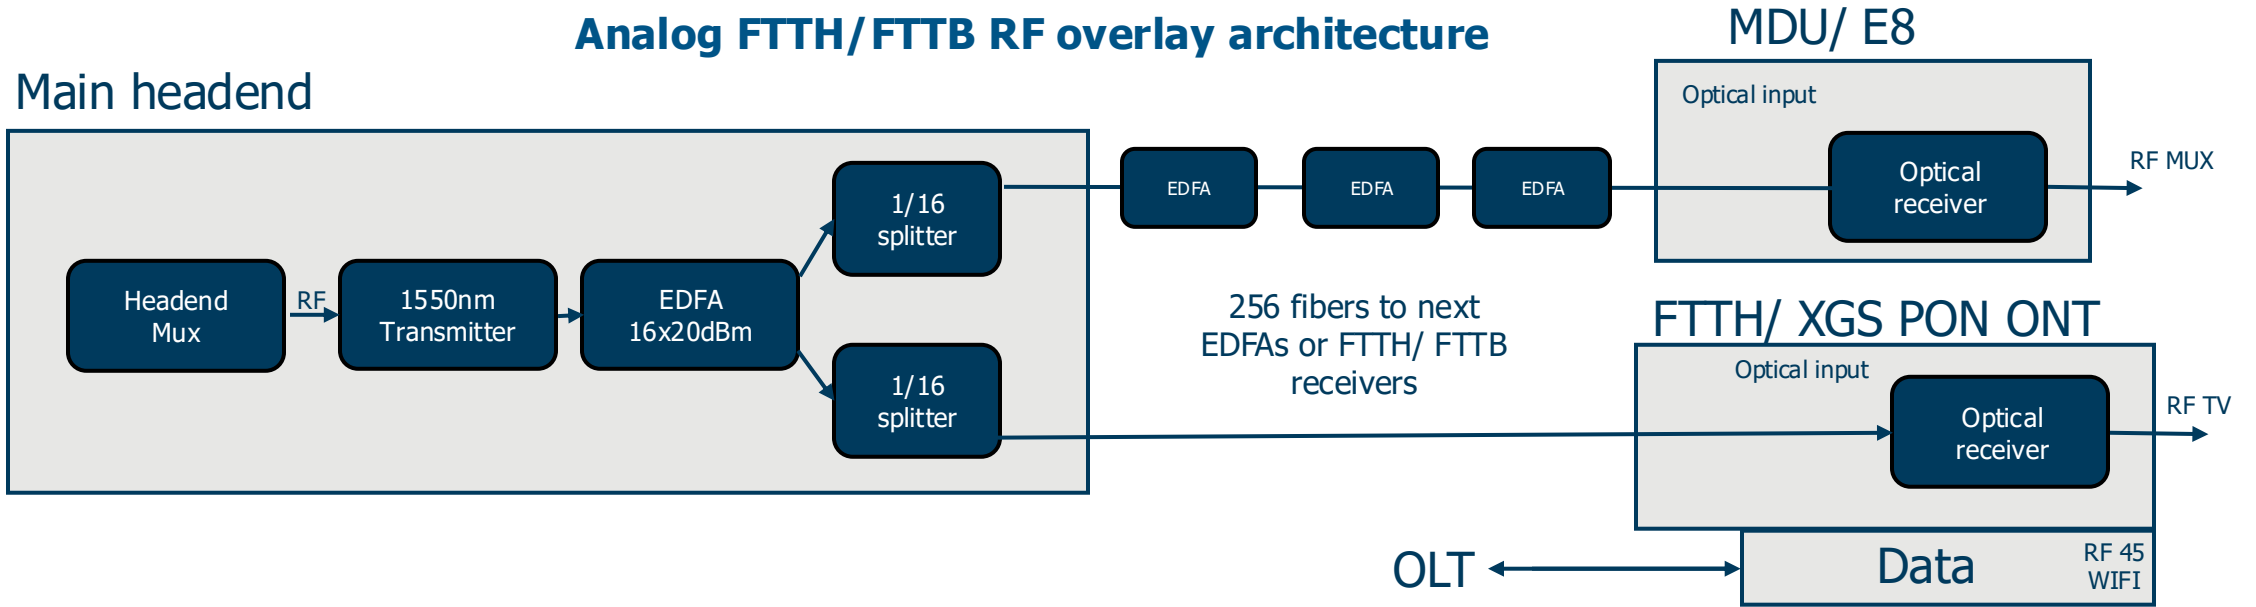 Analog FTTH/FTTB RF overlay architecture
MDU/ E8
Main headend
Optical input
Optical
receiver
RF MUX
EDFA
EDFA
EDFA
1/16
splitter
Headend
Mux
RF
1550nm
Transmitter
EDFA
16x20dBm
1/16
splitter
256 fibers to next
EDFAs or FTTH/ FTTB
receivers
FTTH/ XGS PON ONT
Optical input
Optical
receiver
RF TV
OLT
Data
RF 45
WIFI